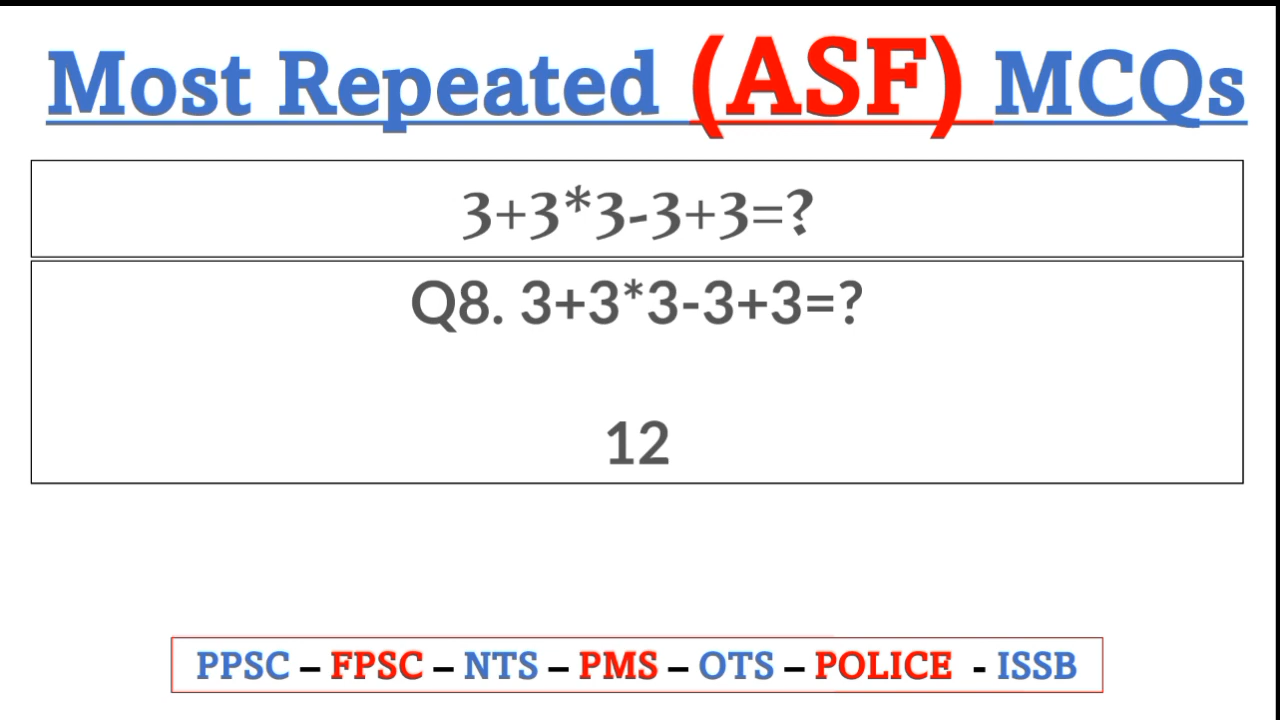 Most Repeated (ASF) MCQs
3+3*3-3+3=?
Q8. 3+3*3-3+3=?
12
PPSC – FPSC – NTS – PMS – OTS – POLICE - ISSB